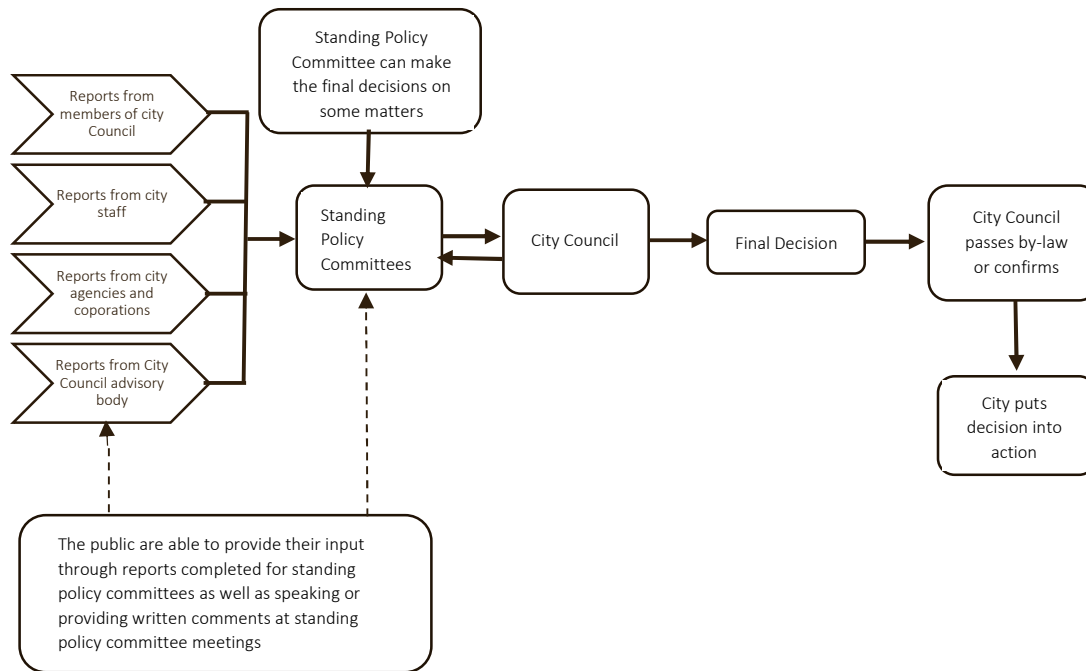 Standing Policy
Committee can make
the final decisions on
some matters
Reports from
members of city
Council
Reports from city
staff
Reports from city
agencies and
coporations
Reports from City
Council advisory
body
Standing
Policy
Committees
City Council
Final Decision
City Council
passes by-law
or confirms
City puts
decision into
action
The public are able to provide their input
through reports completed for standing
policy committees as well as speaking or
providing written comments at standing
policy committee meetings